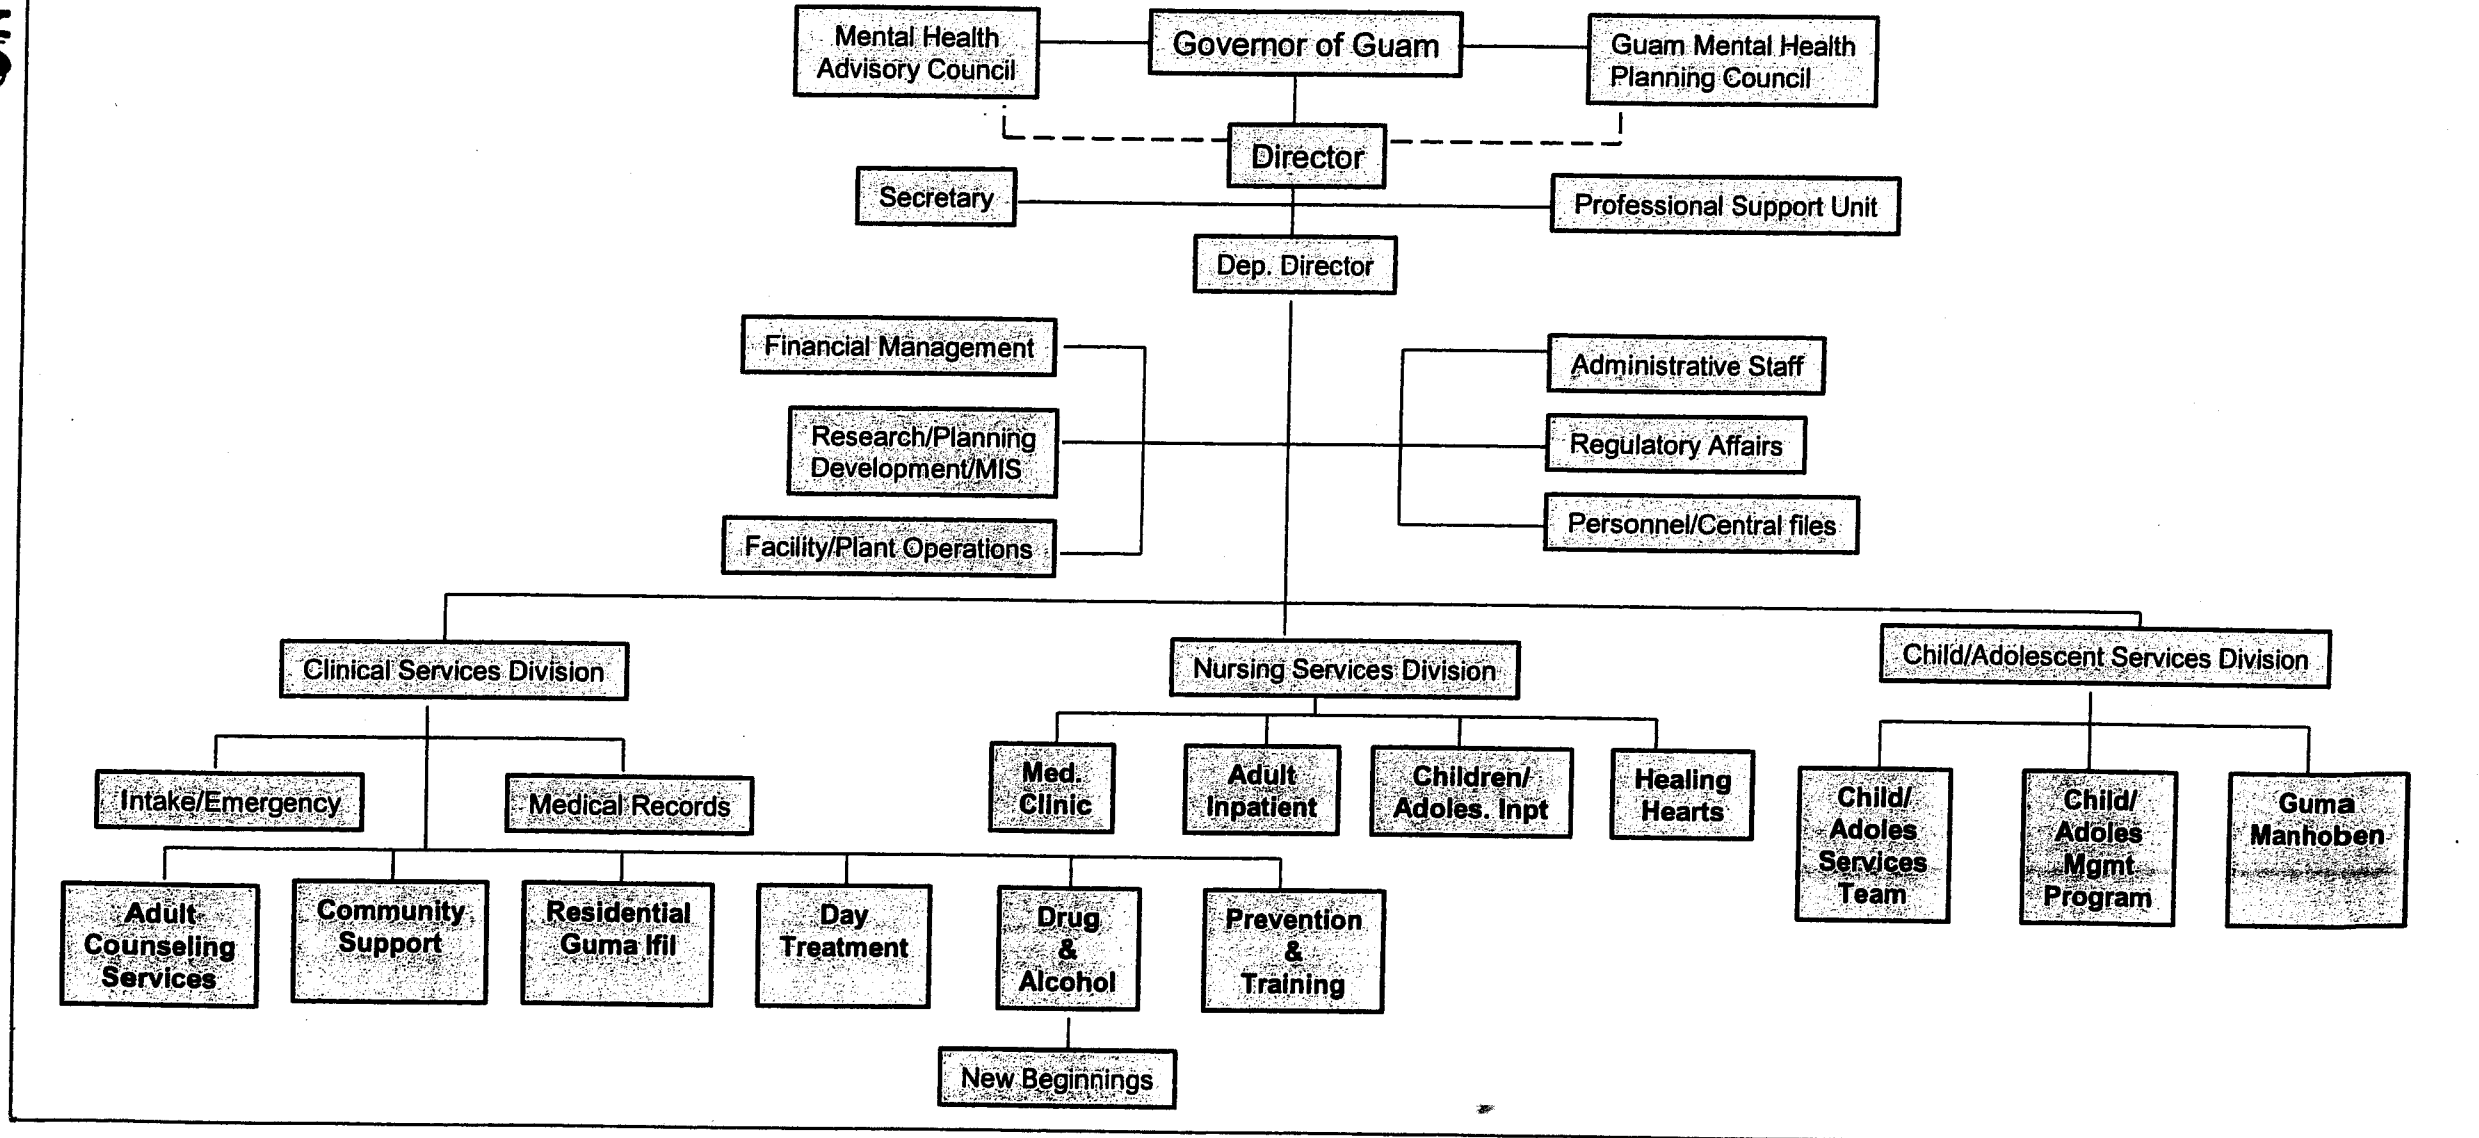 Mental Health
Advisory Council
Governor of Guam
Guam Mental Health
Planning Council
Director
Secretary
Professional Support Unit
Dep. Director
Financial Management
Administrative Staff
Research/Planning
Development/MIS
Regulatory Affairs
Facility/Plant Operations
Personnel/Central files
Clinical Services Division
Nursing Services Division
Child/Adolescent Services Division
Intake/Emergency
Medical Records
Med.
Clinic
Adult
Inpatient
Children/
Adoles. Inpt
Healing
Hearts
Child/
Adoles
Services
Team
Child/
Adoles
Mgmt
Program
Guma
Manhoben
Adult
Counseling
Services
Community
Support
Residential
Guma Ifil
Day
Treatment
Drug
&
Alcohol
Prevention
&
Training
New Beginnings